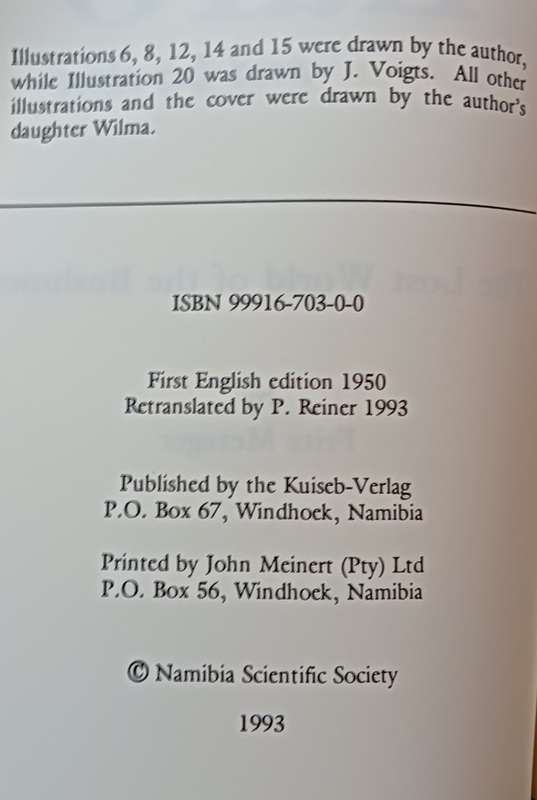 Illustrations 6, 8, 12, 14 and 15 were drawn by the author,
while Illustration 20 was drawn by J. Voigts. All other
illustrations and the cover were drawn by the author's
daughter Wilma.
ISBN 99916-703-0-0
First English edition 1950
Retranslated by P. Reiner 1993
Published by the Kuiseb-Verlag
P.O. Box 67, Windhoek, Namibia
Printed by John Meinert (Pty) Ltd
P.O. Box 56, Windhoek, Namibia
© Namibia Scientific Society
1993